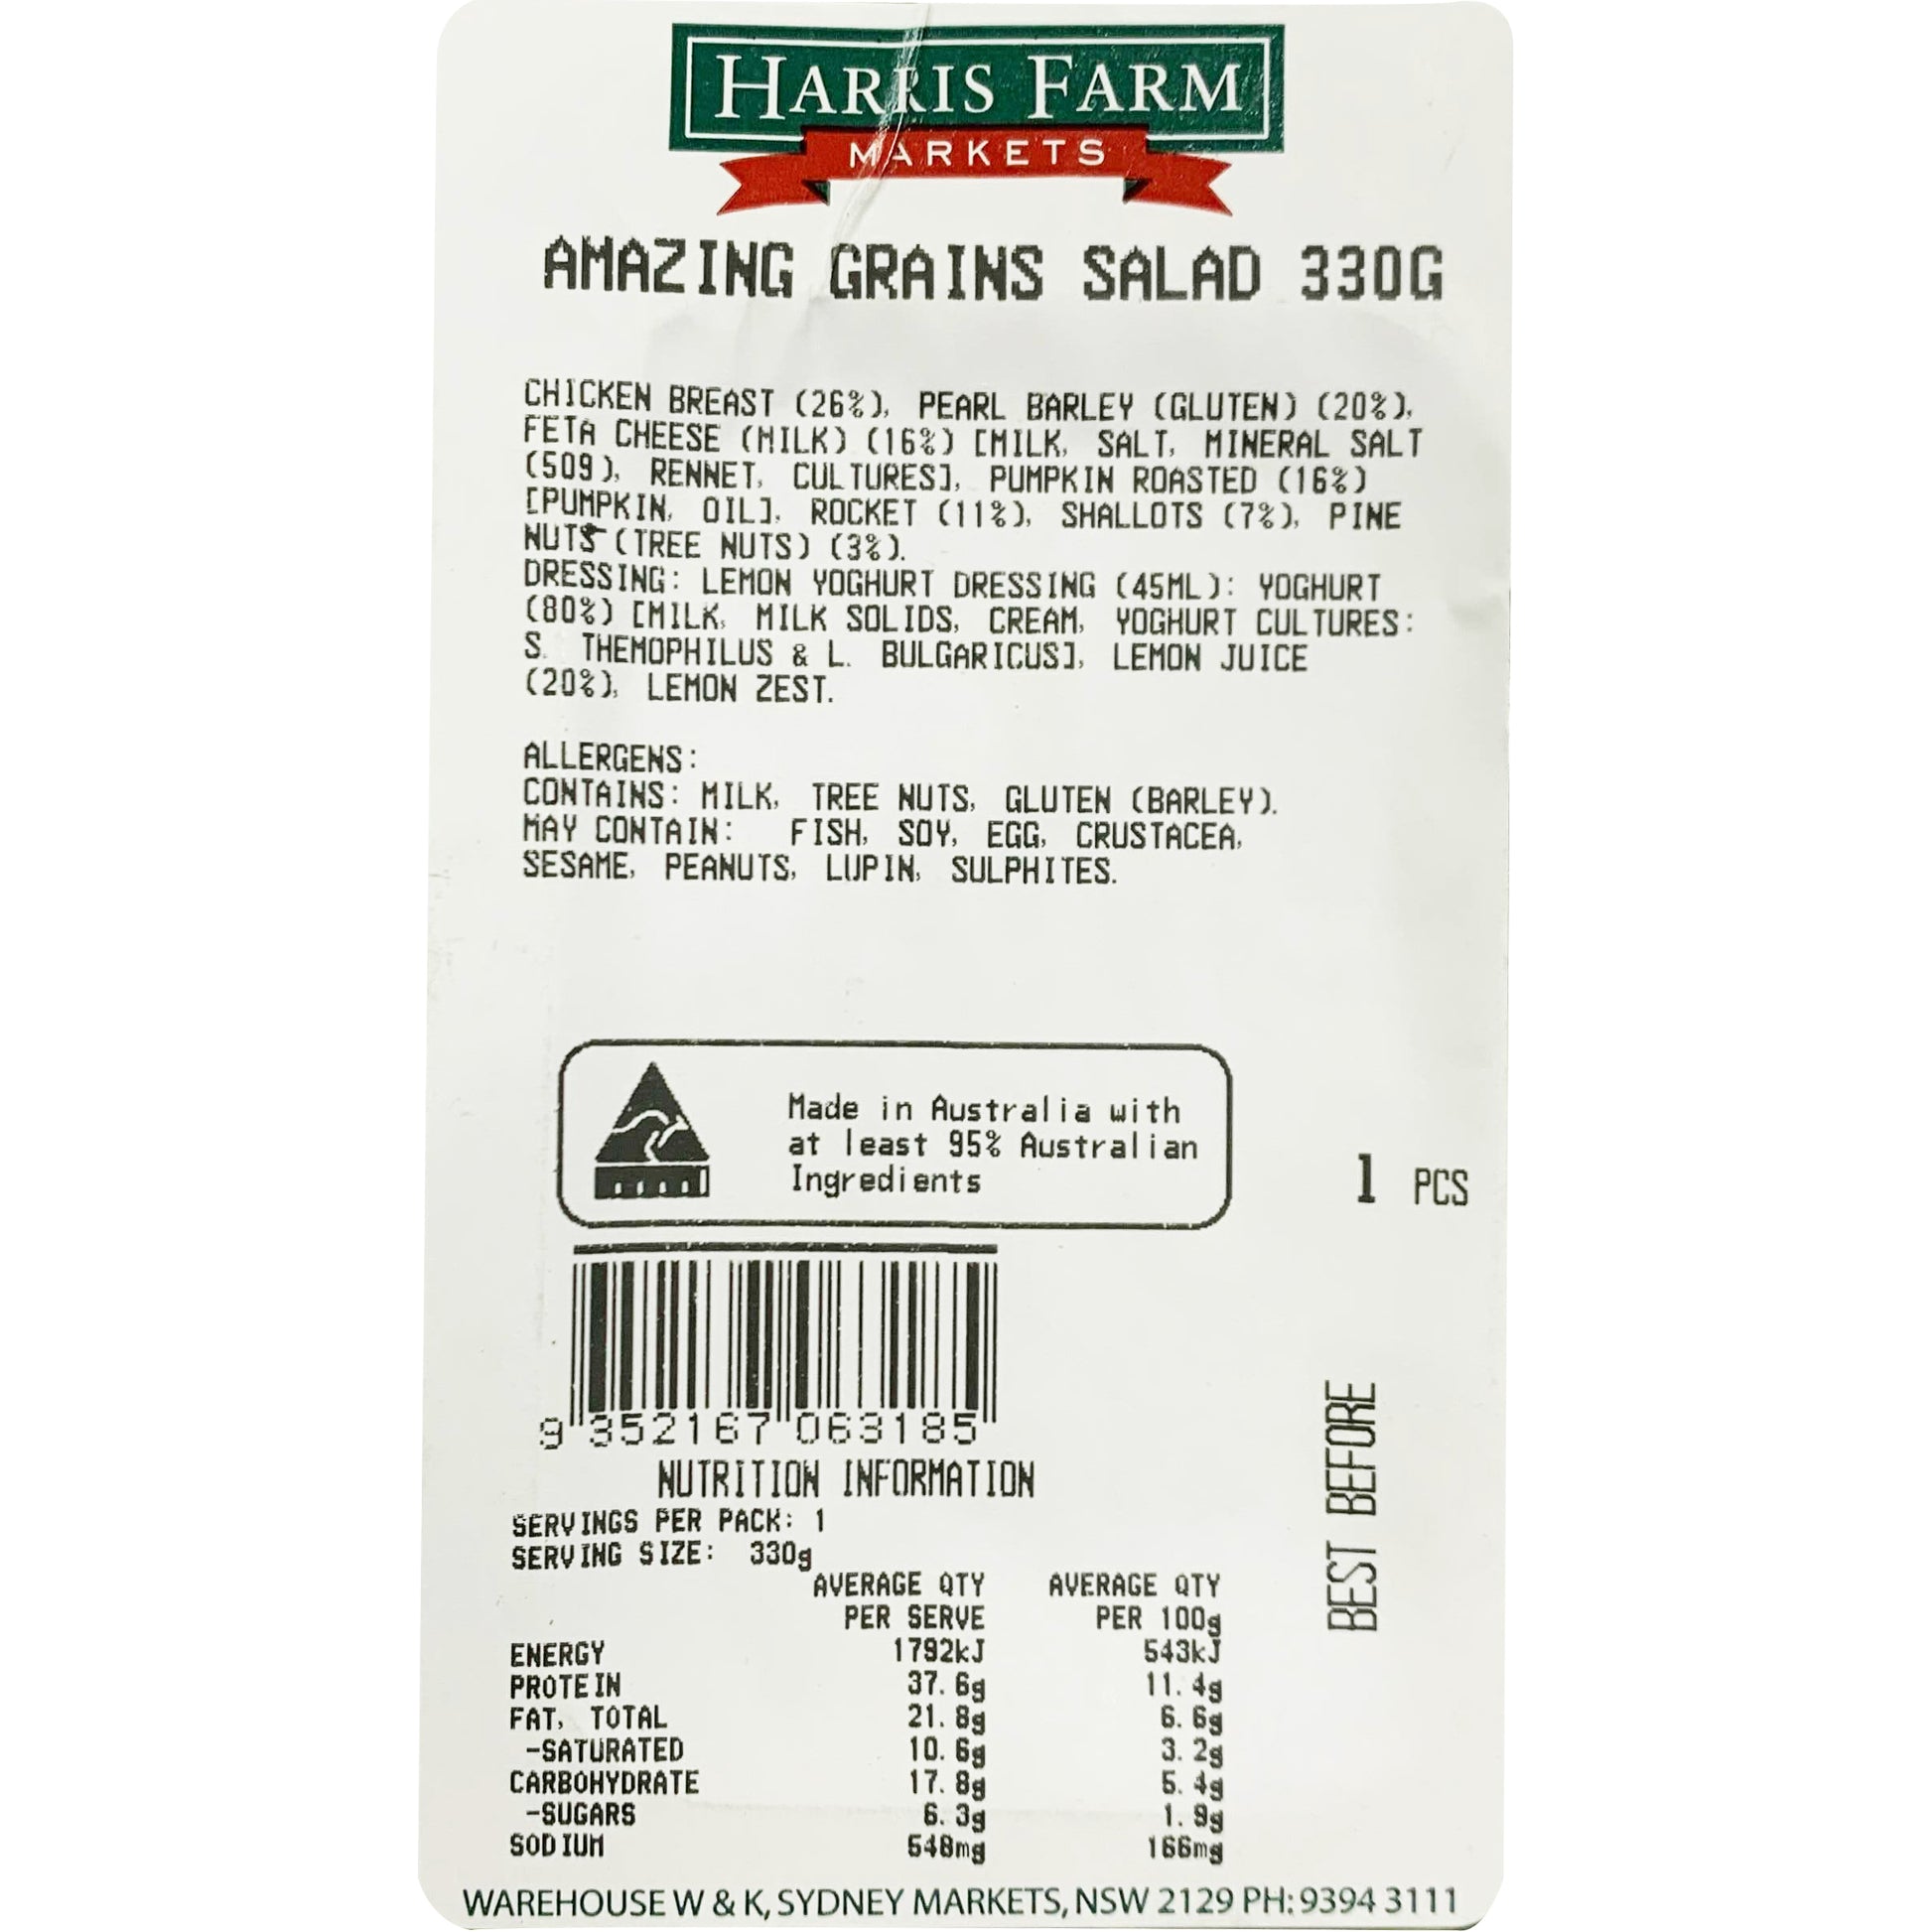 HARRIS FARM
MARKETS
AMAZING GRAINS SALAD 330G
CHICKEN BREAST (26%), PEARL BARLEY (GLUTEN) (20%),
FETA CHEESE (MILK) (16%) [MILK, SALT, MINERAL SALT
(509), RENNET, CULTURES], PUMPKIN ROASTED (16%)
[PUMPKIN, OIL], ROCKET (11%), SHALLOTS (7%), PINE
NUTS (TREE NUTS) (3%).
DRESSING: LEMON YOGHURT DRESSING (45ML): YOGHURT
(80%) [MILK, MILK SOLIDS, CREAM, YOGHURT CULTURES:
S. THEMOPHILUS & L. BULGARICUS], LEMON JUICE
(20%), LEMON ZEST.
ALLERGENS:
CONTAINS: MILK, TREE NUTS, GLUTEN (BARLEY).
MAY CONTAIN: FISH, SOY, EGG, CRUSTACEA,
SESAME, PEANUTS, LUPIN, SULPHITES.
Made in Australia with
at least 95% Australian
Ingredients
1 PCS
9 352167 063185
BEST BEFORE
NUTRITION INFORMATION
SERVINGS PER PACK: 1
SERVING SIZE: 330g
AVERAGE QTY AVERAGE QTY
PER SERVE PER 100g
ENERGY 1792kJ 543kJ
PROTEIN 37.6g 11.4g
FAT, TOTAL 21.8g 6.6g
-SATURATED 10.6g 3.2g
CARBOHYDRATE 17.8g 5.4g
-SUGARS 6.3g 1.9g
SODIUM 548mg 166mg
WAREHOUSE W & K, SYDNEY MARKETS, NSW 2129 PH: 9394 3111